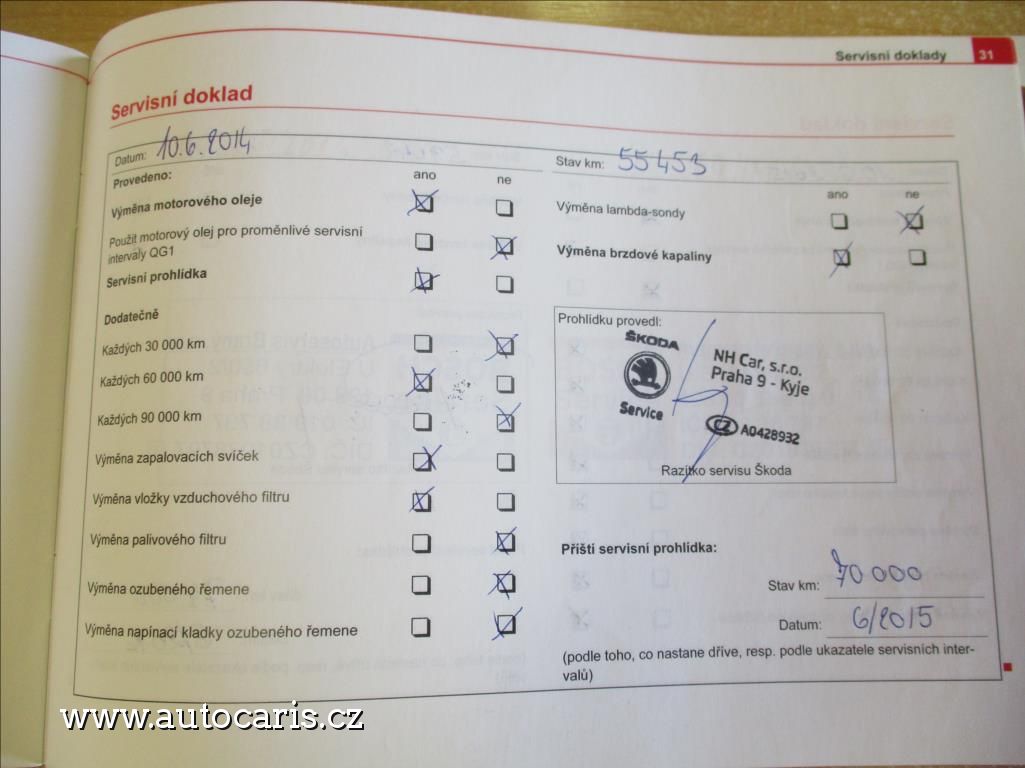 Servisní doklady 31
Servisní doklad
Datum: 10.6.2014
Stav km: 55453
Provedeno:
ano ne
Výměna motorového oleje
Použit motorový olej pro proměnlivé servisní
intervaly QG1
Servisní prohlídka
Dodatečně
Každých 30 000 km
Každých 60 000 km
Každých 90 000 km
Výměna zapalovacích svíček
Výměna vložky vzduchového filtru
Výměna palivového filtru
Výměna ozubeného řemene
Výměna napínací kladky ozubeného řemene
ano ne
Výměna lambda-sondy
Výměna brzdové kapaliny
Prohlídku provedl:
ŠKODA
Service
NH Car, s.r.o.
Praha 9 - Kyje
CZ A0428932
Razítko servisu Škoda
Příští servisní prohlídka:
Stav km: 70 000
Datum: 6/2015
(podle toho, co nastane dříve, resp. podle ukazatele servisních inter-
valů)
www.autocaris.cz